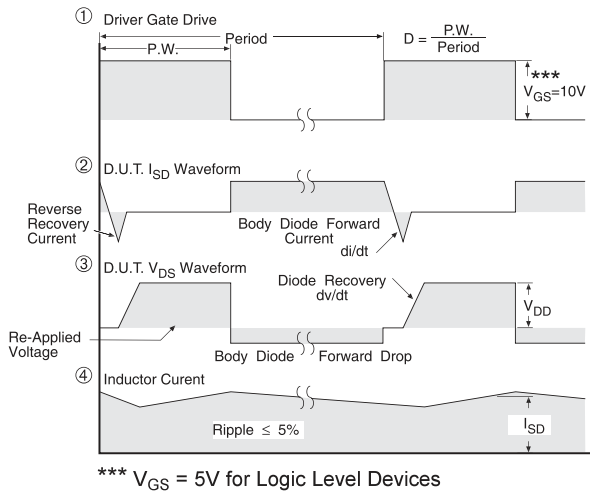 ① Driver Gate Drive
P.W.
Period
D = P.W. / Period
***
VGS=10V
② D.U.T. ISD Waveform
Reverse
Recovery
Current
Body Diode Forward
Current
di/dt
③ D.U.T. VDS Waveform
Diode Recovery
dv/dt
VDD
Re-Applied
Voltage
Body Diode Forward Drop
④ Inductor Curent
Ripple ≤ 5%
ISD
*** VGS = 5V for Logic Level Devices